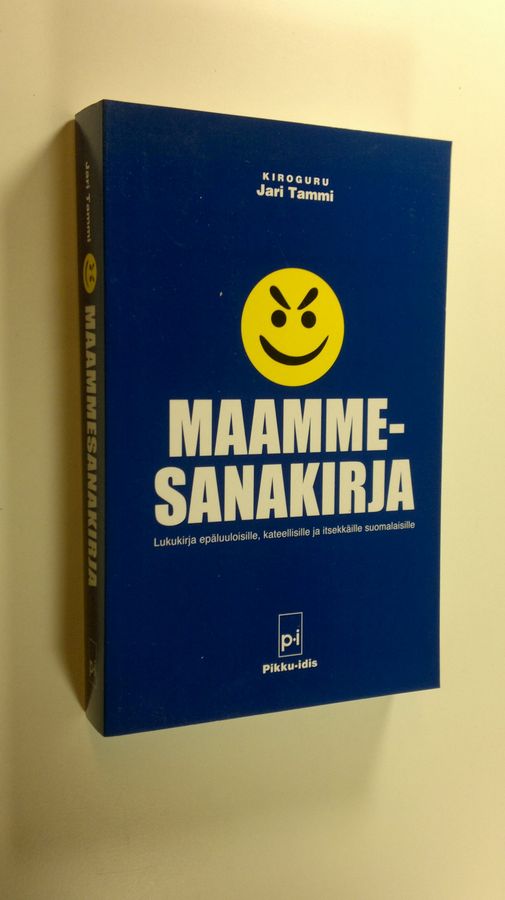 KIROGURU
Jari Tammi
MAAMME-
SANAKIRJA
Lukukirja epäluuloisille, kateellisille ja itsekkäille suomalaisille
p·i
Pikku-idis
Jari Tammi
MAAMMESANAKIRJA
p·i